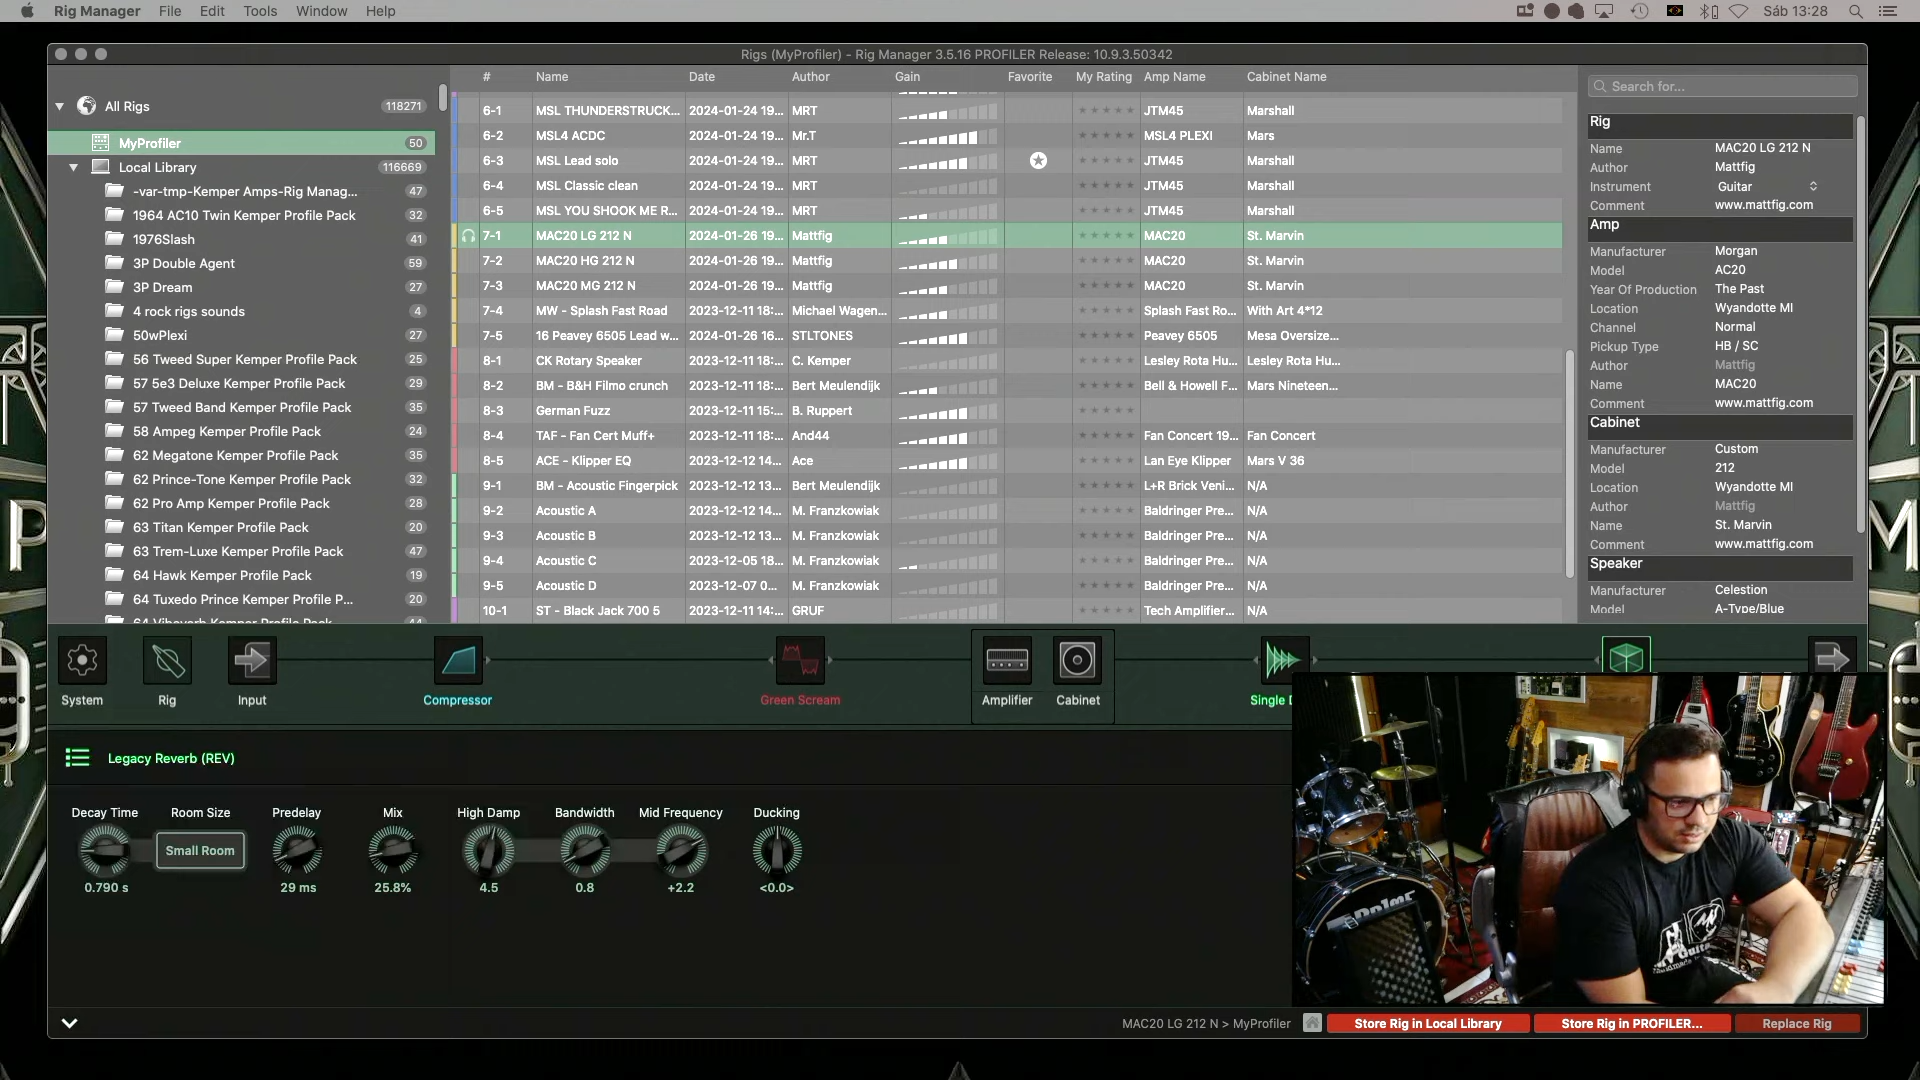 Rig Manager File Edit Tools Window Help Sáb 13:28
Rigs (MyProfiler) - Rig Manager 3.5.16 PROFILER Release: 10.9.3.50342
All Rigs 118271
MyProfiler 50
Local Library 116669
-var-tmp-Kemper Amps-Rig Manag... 47
1964 AC10 Twin Kemper Profile Pack 32
1976Slash 41
3P Double Agent 59
3P Dream 27
4 rock rigs sounds 4
50wPlexi 27
56 Tweed Super Kemper Profile Pack 25
57 5e3 Deluxe Kemper Profile Pack 29
57 Tweed Band Kemper Profile Pack 35
58 Ampeg Kemper Profile Pack 24
62 Megatone Kemper Profile Pack 35
62 Prince-Tone Kemper Profile Pack 32
62 Pro Amp Kemper Profile Pack 28
63 Titan Kemper Profile Pack 20
63 Trem-Luxe Kemper Profile Pack 47
64 Hawk Kemper Profile Pack 19
64 Tuxedo Prince Kemper Profile P... 20
# Name Date Author Gain Favorite My Rating Amp Name Cabinet Name
6-1 MSL THUNDERSTRUCK... 2024-01-24 19... MRT JTM45 Marshall
6-2 MSL4 ACDC 2024-01-24 19... Mr.T MSL4 PLEXI Mars
6-3 MSL Lead solo 2024-01-24 19... MRT JTM45 Marshall
6-4 MSL Classic clean 2024-01-24 19... MRT JTM45 Marshall
6-5 MSL YOU SHOOK ME R... 2024-01-24 19... MRT JTM45 Marshall
7-1 MAC20 LG 212 N 2024-01-26 19... Mattfig MAC20 St. Marvin
7-2 MAC20 HG 212 N 2024-01-26 19... Mattfig MAC20 St. Marvin
7-3 MAC20 MG 212 N 2024-01-26 19... Mattfig MAC20 St. Marvin
7-4 MW - Splash Fast Road 2023-12-11 18:... Michael Wagen... Splash Fast Ro... With Art 4*12
7-5 16 Peavey 6505 Lead w... 2024-01-26 16... STLTONES Peavey 6505 Mesa Oversize...
8-1 CK Rotary Speaker 2023-12-11 18:... C. Kemper Lesley Rota Hu... Lesley Rota Hu...
8-2 BM - B&H Filmo crunch 2023-12-11 18:... Bert Meulendijk Bell & Howell F... Mars Nineteen...
8-3 German Fuzz 2023-12-11 15:... B. Ruppert
8-4 TAF - Fan Cert Muff+ 2023-12-11 18:... And44 Fan Concert 19... Fan Concert
8-5 ACE - Klipper EQ 2023-12-12 14... Ace Lan Eye Klipper Mars V 36
9-1 BM - Acoustic Fingerpick 2023-12-12 13... Bert Meulendijk L+R Brick Veni... N/A
9-2 Acoustic A 2023-12-12 14... M. Franzkowiak Baldringer Pre... N/A
9-3 Acoustic B 2023-12-12 13... M. Franzkowiak Baldringer Pre... N/A
9-4 Acoustic C 2023-12-05 18... M. Franzkowiak Baldringer Pre... N/A
9-5 Acoustic D 2023-12-07 0... M. Franzkowiak Baldringer Pre... N/A
10-1 ST - Black Jack 700 5 2023-12-11 14:... GRUF Tech Amplifier... N/A
Search for...
Rig
Name MAC20 LG 212 N
Author Mattfig
Instrument Guitar
Comment www.mattfig.com
Amp
Manufacturer Morgan
Model AC20
Year Of Production The Past
Location Wyandotte MI
Channel Normal
Pickup Type HB / SC
Author Mattfig
Name MAC20
Comment www.mattfig.com
Cabinet
Manufacturer Custom
Model 212
Location Wyandotte MI
Author Mattfig
Name St. Marvin
Comment www.mattfig.com
Speaker
Manufacturer Celestion
Model A-Type/Blue
System Rig Input Compressor Green Scream Amplifier Cabinet Single
Legacy Reverb (REV)
Decay Time Room Size Predelay Mix High Damp Bandwidth Mid Frequency Ducking
Small Room
0.790 s 29 ms 25.8% 4.5 0.8 +2.2 <0.0>
MAC20 LG 212 N > MyProfiler Store Rig in Local Library Store Rig in PROFILER... Replace Rig